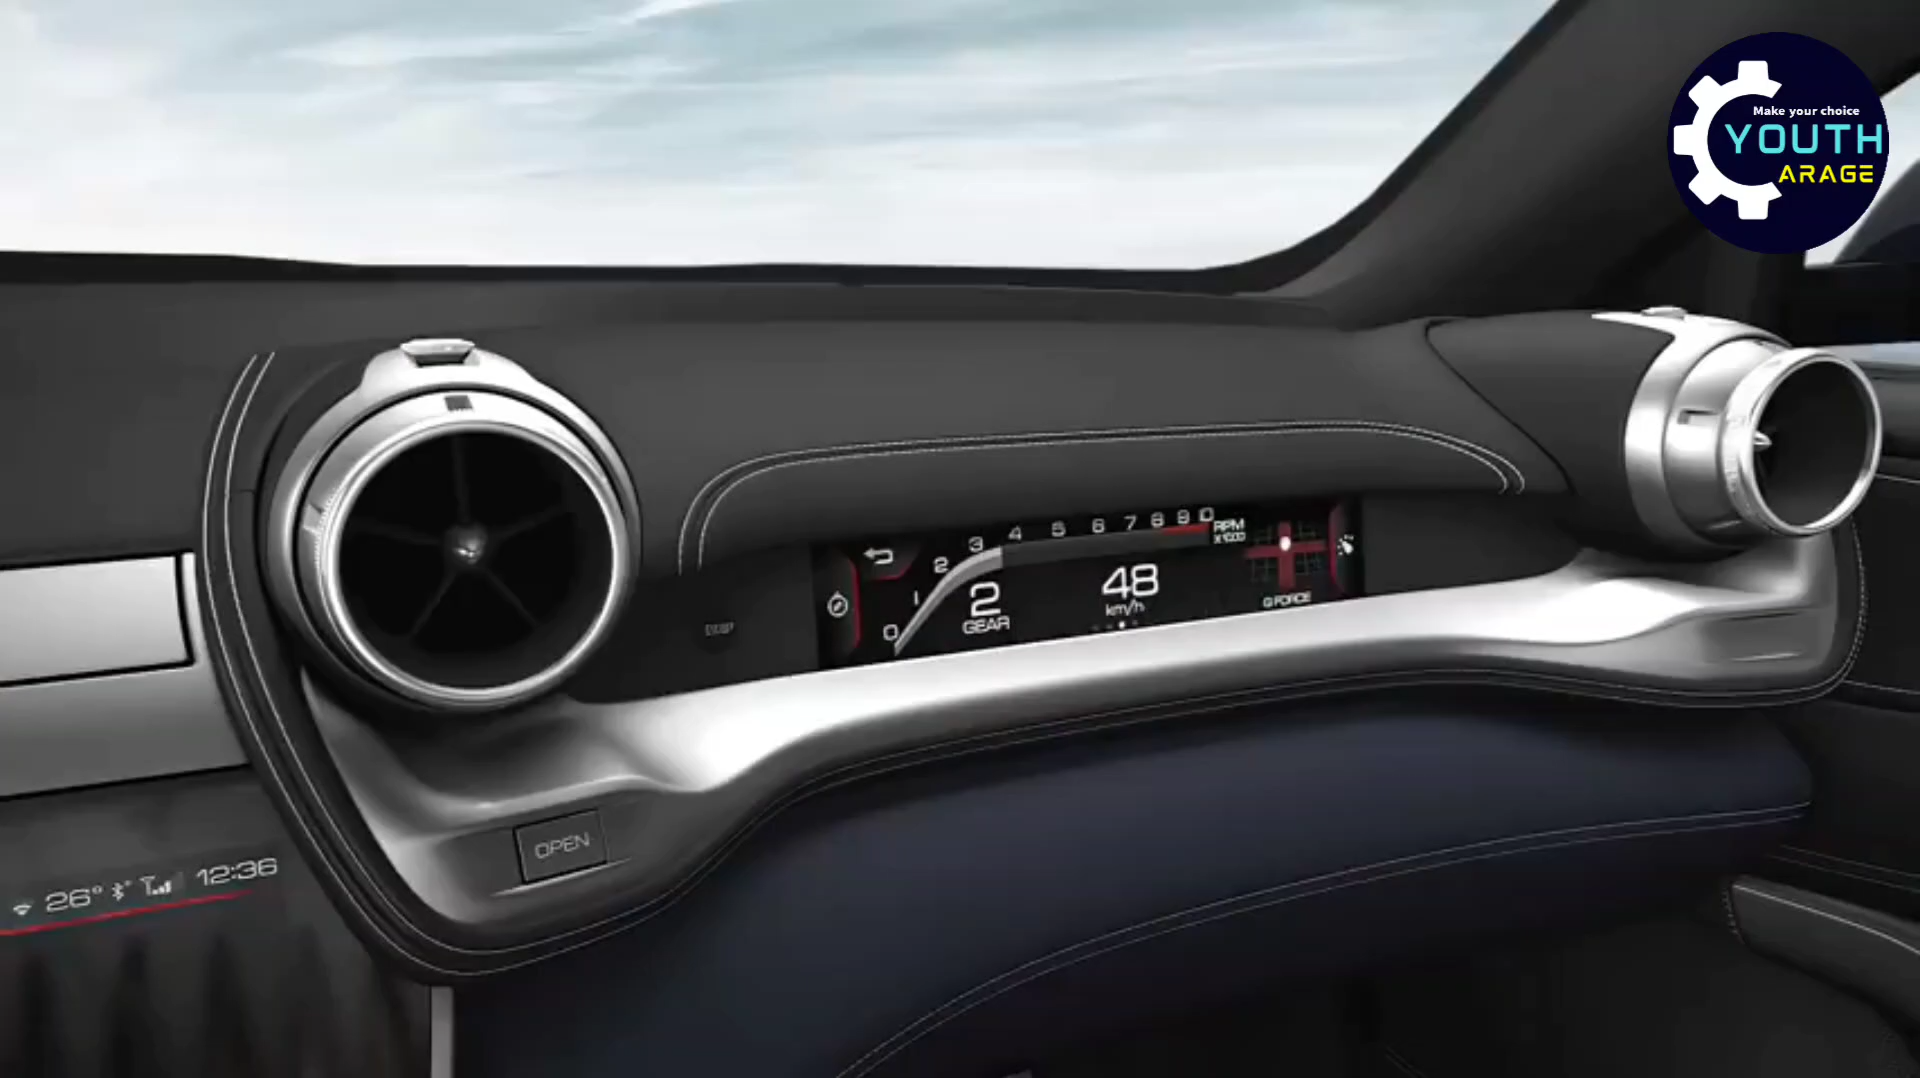 Make your choice
YOUTH
ARAGE
0 1 2 3 4 5 6 7 8 9 10
RPM
x1000
2
GEAR
48
km/h
G FORCE
OPEN
26° 12:36